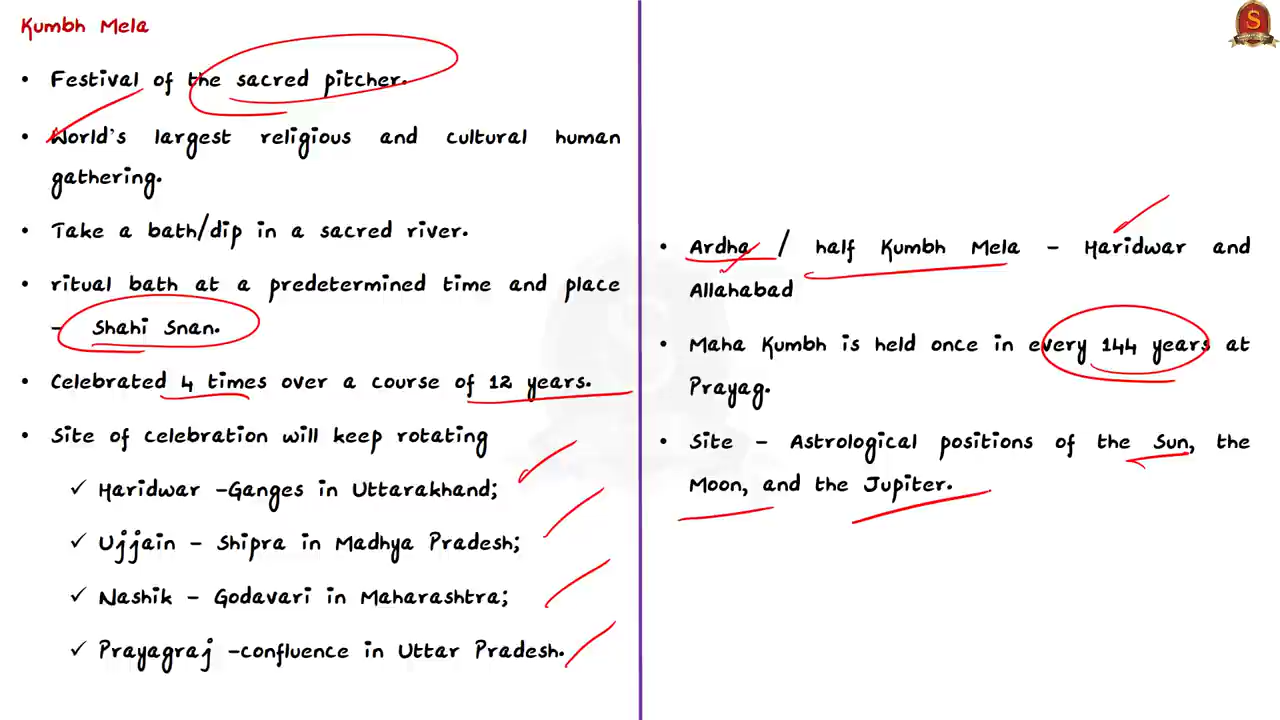 Kumbh Mela
• Festival of the sacred pitcher.
• World's largest religious and cultural human
gathering.
• Take a bath/dip in a sacred river.
• ritual bath at a predetermined time and place
– Shahi Snan.
• Celebrated 4 times over a course of 12 years.
• Site of celebration will keep rotating
✓ Haridwar –Ganges in Uttarakhand;
✓ Ujjain – Shipra in Madhya Pradesh;
✓ Nashik – Godavari in Maharashtra;
✓ Prayagraj –confluence in Uttar Pradesh.
• Ardha / half Kumbh Mela – Haridwar and
Allahabad
• Maha Kumbh is held once in every 144 years at
Prayag.
• Site – Astrological positions of the Sun, the
Moon, and the Jupiter.
S